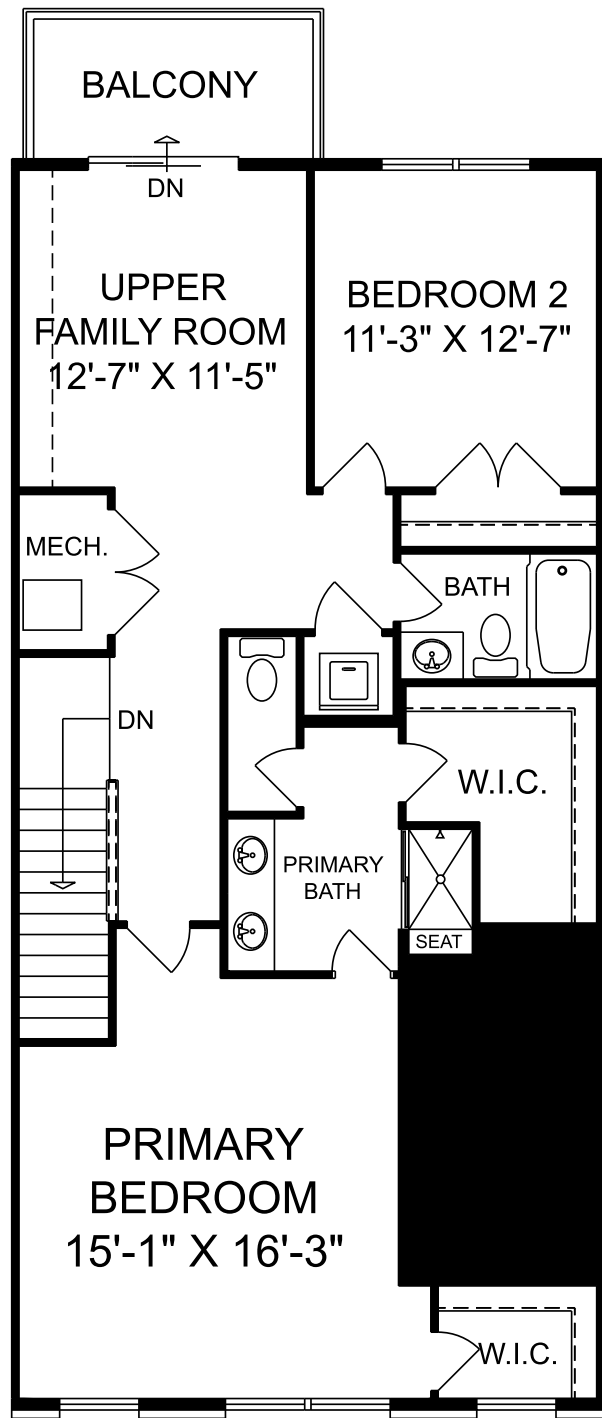 BALCONY
DN
UPPER
FAMILY ROOM
12'-7" X 11'-5"
BEDROOM 2
11'-3" X 12'-7"
MECH.
BATH
DN
W.I.C.
PRIMARY
BATH
SEAT
PRIMARY
BEDROOM
15'-1" X 16'-3"
W.I.C.